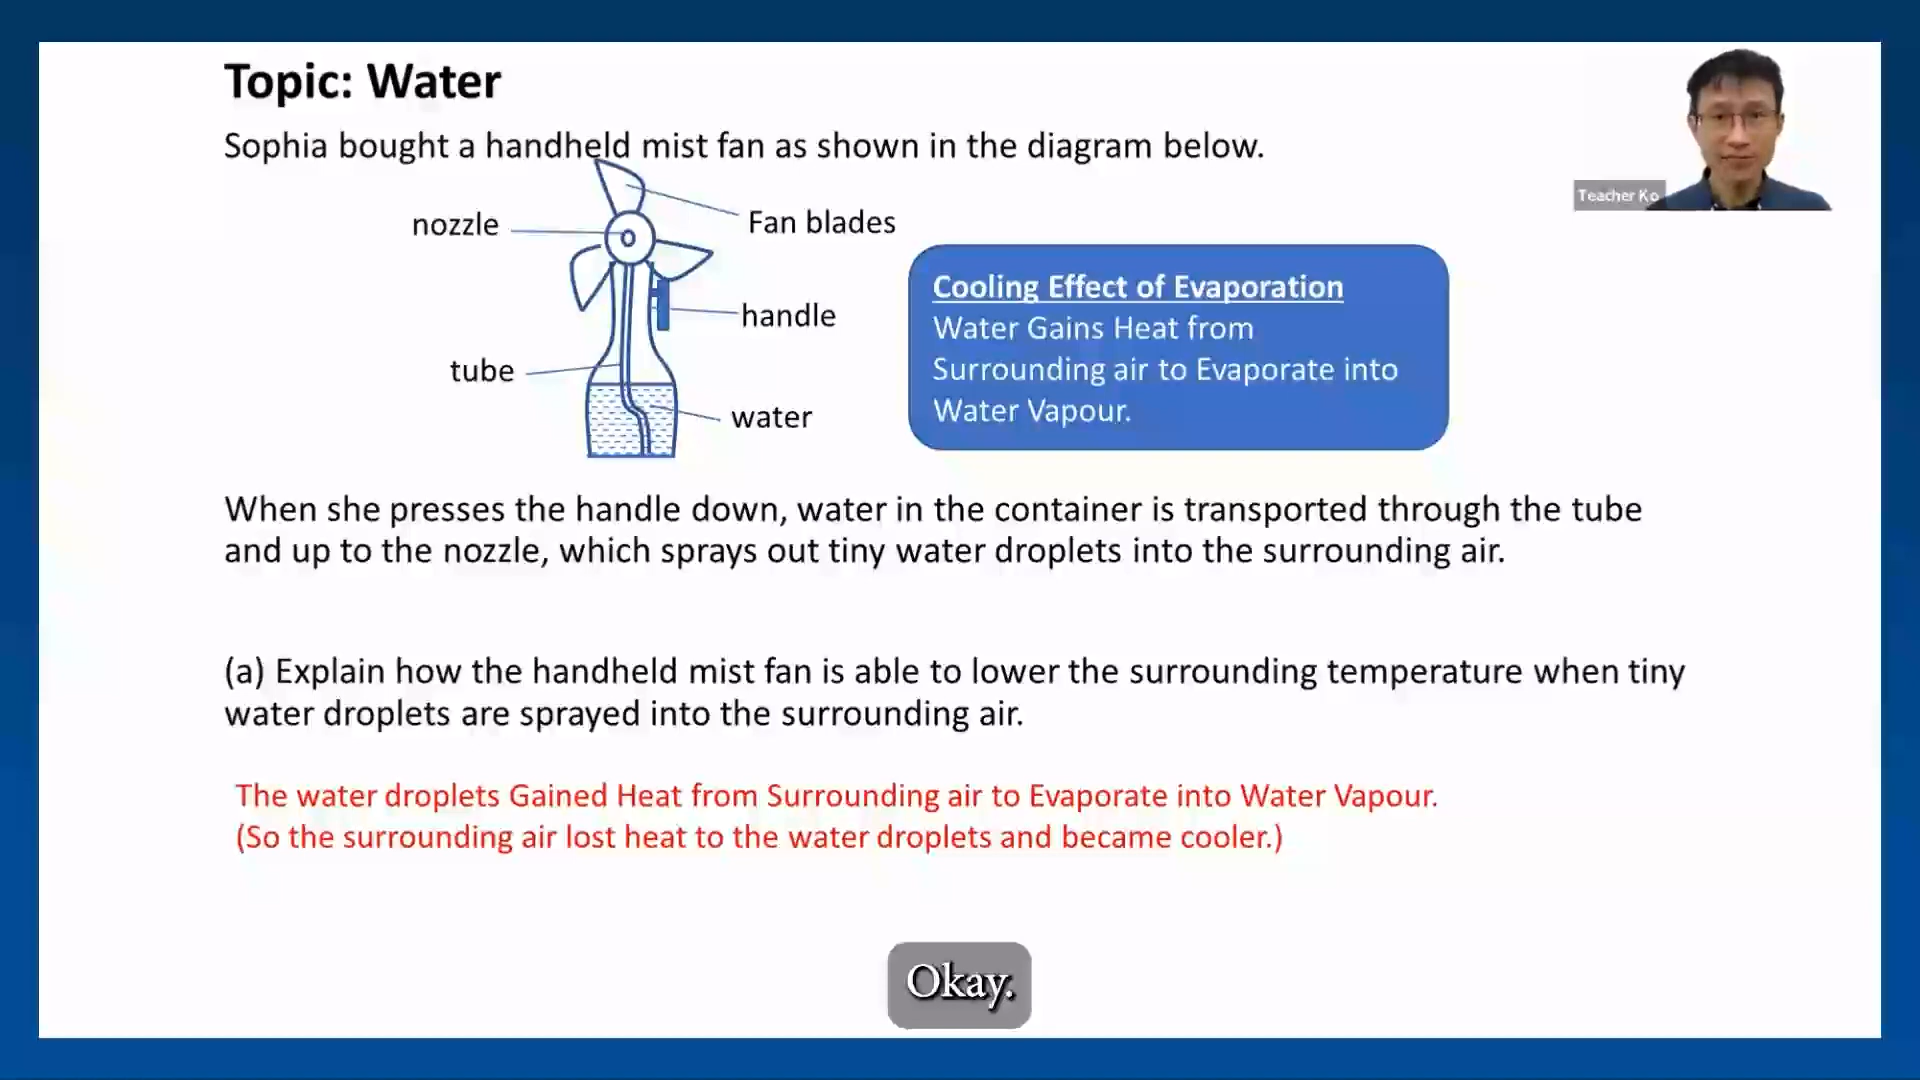 Topic: Water
Sophia bought a handheld mist fan as shown in the diagram below.
Teacher Ko
nozzle
Fan blades
handle
tube
water
Cooling Effect of Evaporation
Water Gains Heat from
Surrounding air to Evaporate into
Water Vapour.
When she presses the handle down, water in the container is transported through the tube
and up to the nozzle, which sprays out tiny water droplets into the surrounding air.
(a) Explain how the handheld mist fan is able to lower the surrounding temperature when tiny
water droplets are sprayed into the surrounding air.
The water droplets Gained Heat from Surrounding air to Evaporate into Water Vapour.
(So the surrounding air lost heat to the water droplets and became cooler.)
Okay.